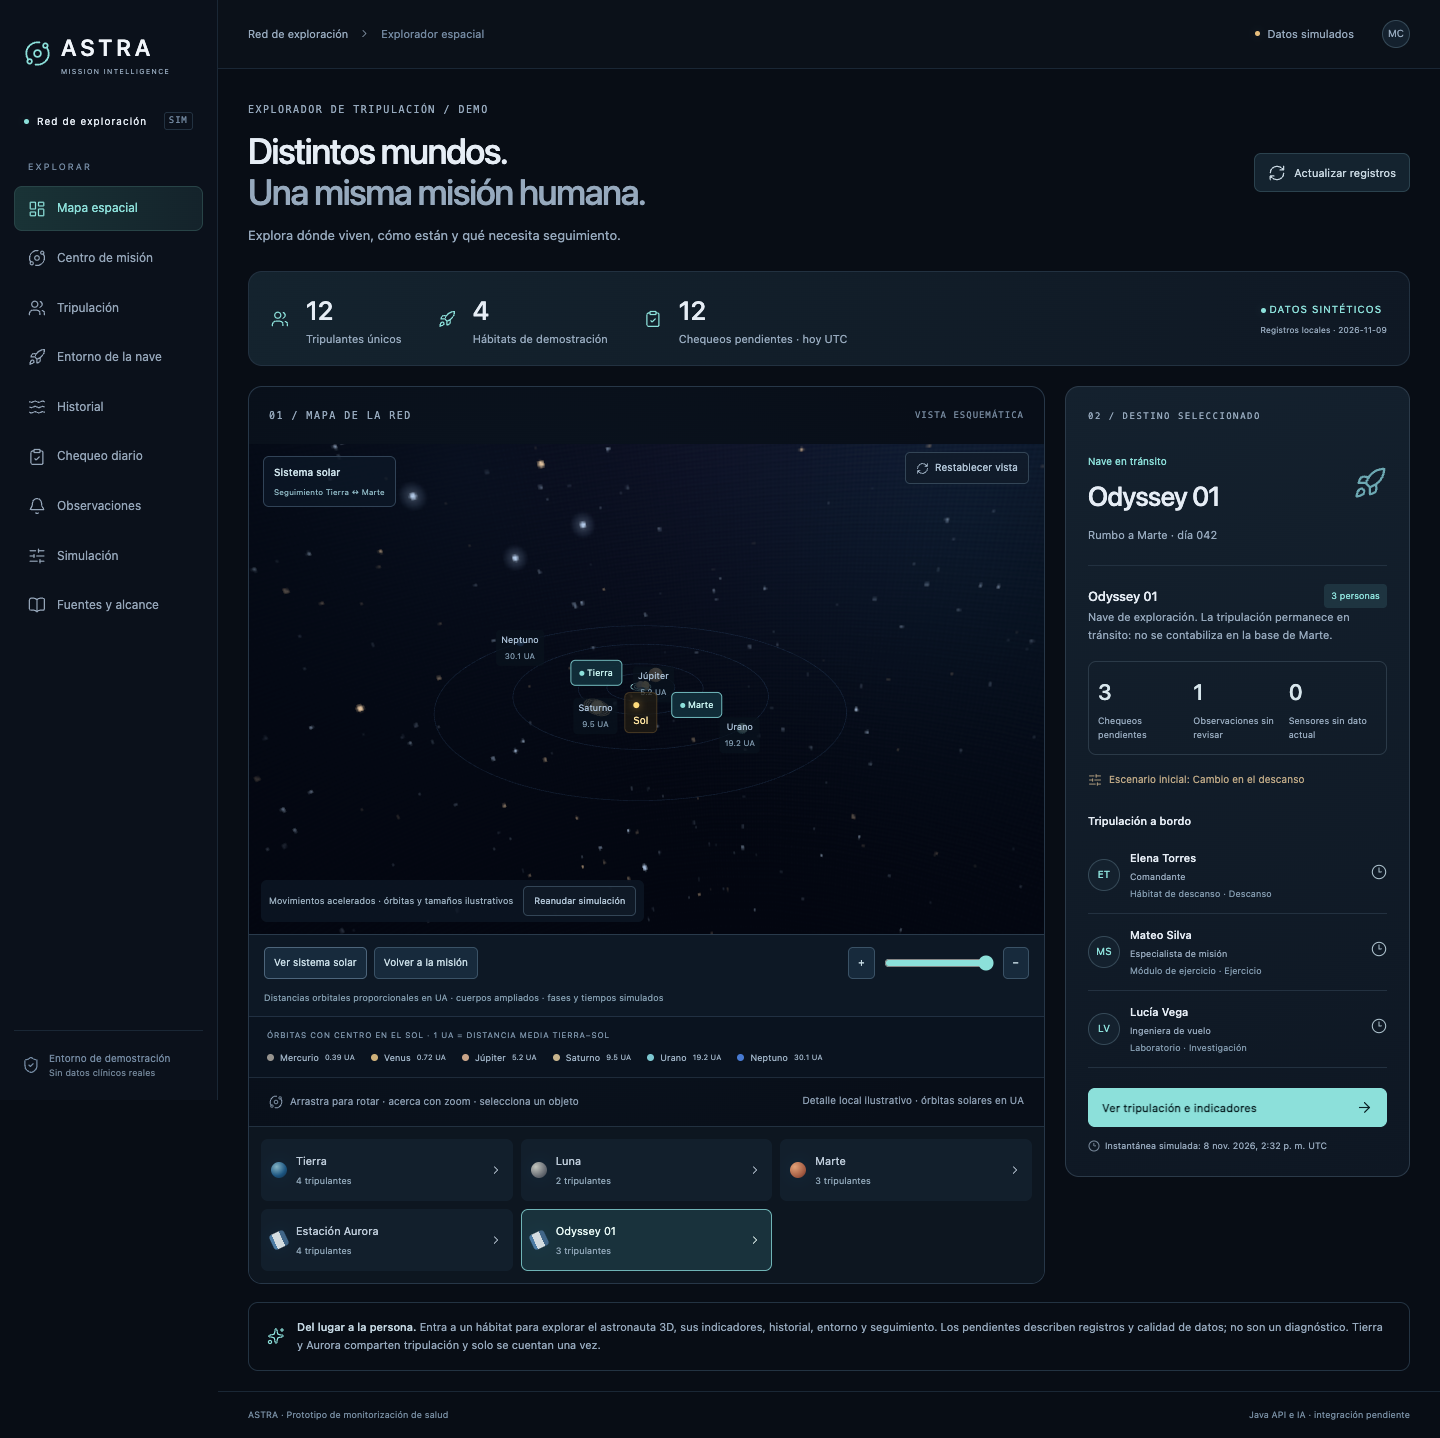 ASTRA
MISSION INTELLIGENCE
Red de exploración SIM
EXPLORAR
Mapa espacial
Centro de misión
Tripulación
Entorno de la nave
Historial
Chequeo diario
Observaciones
Simulación
Fuentes y alcance
Entorno de demostración
Sin datos clínicos reales
Red de exploración > Explorador espacial
Datos simulados
MC
EXPLORADOR DE TRIPULACIÓN / DEMO
Distintos mundos.
Una misma misión humana.
Explora dónde viven, cómo están y qué necesita seguimiento.
Actualizar registros
12
Tripulantes únicos
4
Hábitats de demostración
12
Chequeos pendientes · hoy UTC
DATOS SINTÉTICOS
Registros locales · 2026-11-09
01 / MAPA DE LA RED
VISTA ESQUEMÁTICA
Sistema solar
Seguimiento Tierra ↔ Marte
Restablecer vista
Neptuno
30.1 UA
Tierra
Júpiter
5.2 UA
Saturno
9.5 UA
Sol
Marte
Urano
19.2 UA
Movimientos acelerados · órbitas y tamaños ilustrativos
Reanudar simulación
Ver sistema solar
Volver a la misión
+
−
Distancias orbitales proporcionales en UA · cuerpos ampliados · fases y tiempos simulados
ÓRBITAS CON CENTRO EN EL SOL · 1 UA = DISTANCIA MEDIA TIERRA–SOL
Mercurio 0.39 UA Venus 0.72 UA Júpiter 5.2 UA Saturno 9.5 UA Urano 19.2 UA Neptuno 30.1 UA
Arrastra para rotar · acerca con zoom · selecciona un objeto
Detalle local ilustrativo · órbitas solares en UA
Tierra
4 tripulantes
Luna
2 tripulantes
Marte
3 tripulantes
Estación Aurora
4 tripulantes
Odyssey 01
3 tripulantes
02 / DESTINO SELECCIONADO
Nave en tránsito
Odyssey 01
Rumbo a Marte · día 042
Odyssey 01
3 personas
Nave de exploración. La tripulación permanece en
tránsito: no se contabiliza en la base de Marte.
3
Chequeos
pendientes
1
Observaciones sin
revisar
0
Sensores sin dato
actual
Escenario inicial: Cambio en el descanso
Tripulación a bordo
ET
Elena Torres
Comandante
Hábitat de descanso · Descanso
MS
Mateo Silva
Especialista de misión
Módulo de ejercicio · Ejercicio
LV
Lucía Vega
Ingeniera de vuelo
Laboratorio · Investigación
Ver tripulación e indicadores
Instantánea simulada: 8 nov. 2026, 2:32 p. m. UTC
Del lugar a la persona. Entra a un hábitat para explorar el astronauta 3D, sus indicadores, historial, entorno y seguimiento. Los pendientes describen registros y calidad de datos; no son un diagnóstico. Tierra
y Aurora comparten tripulación y solo se cuentan una vez.
ASTRA · Prototipo de monitorización de salud
Java API e IA · integración pendiente